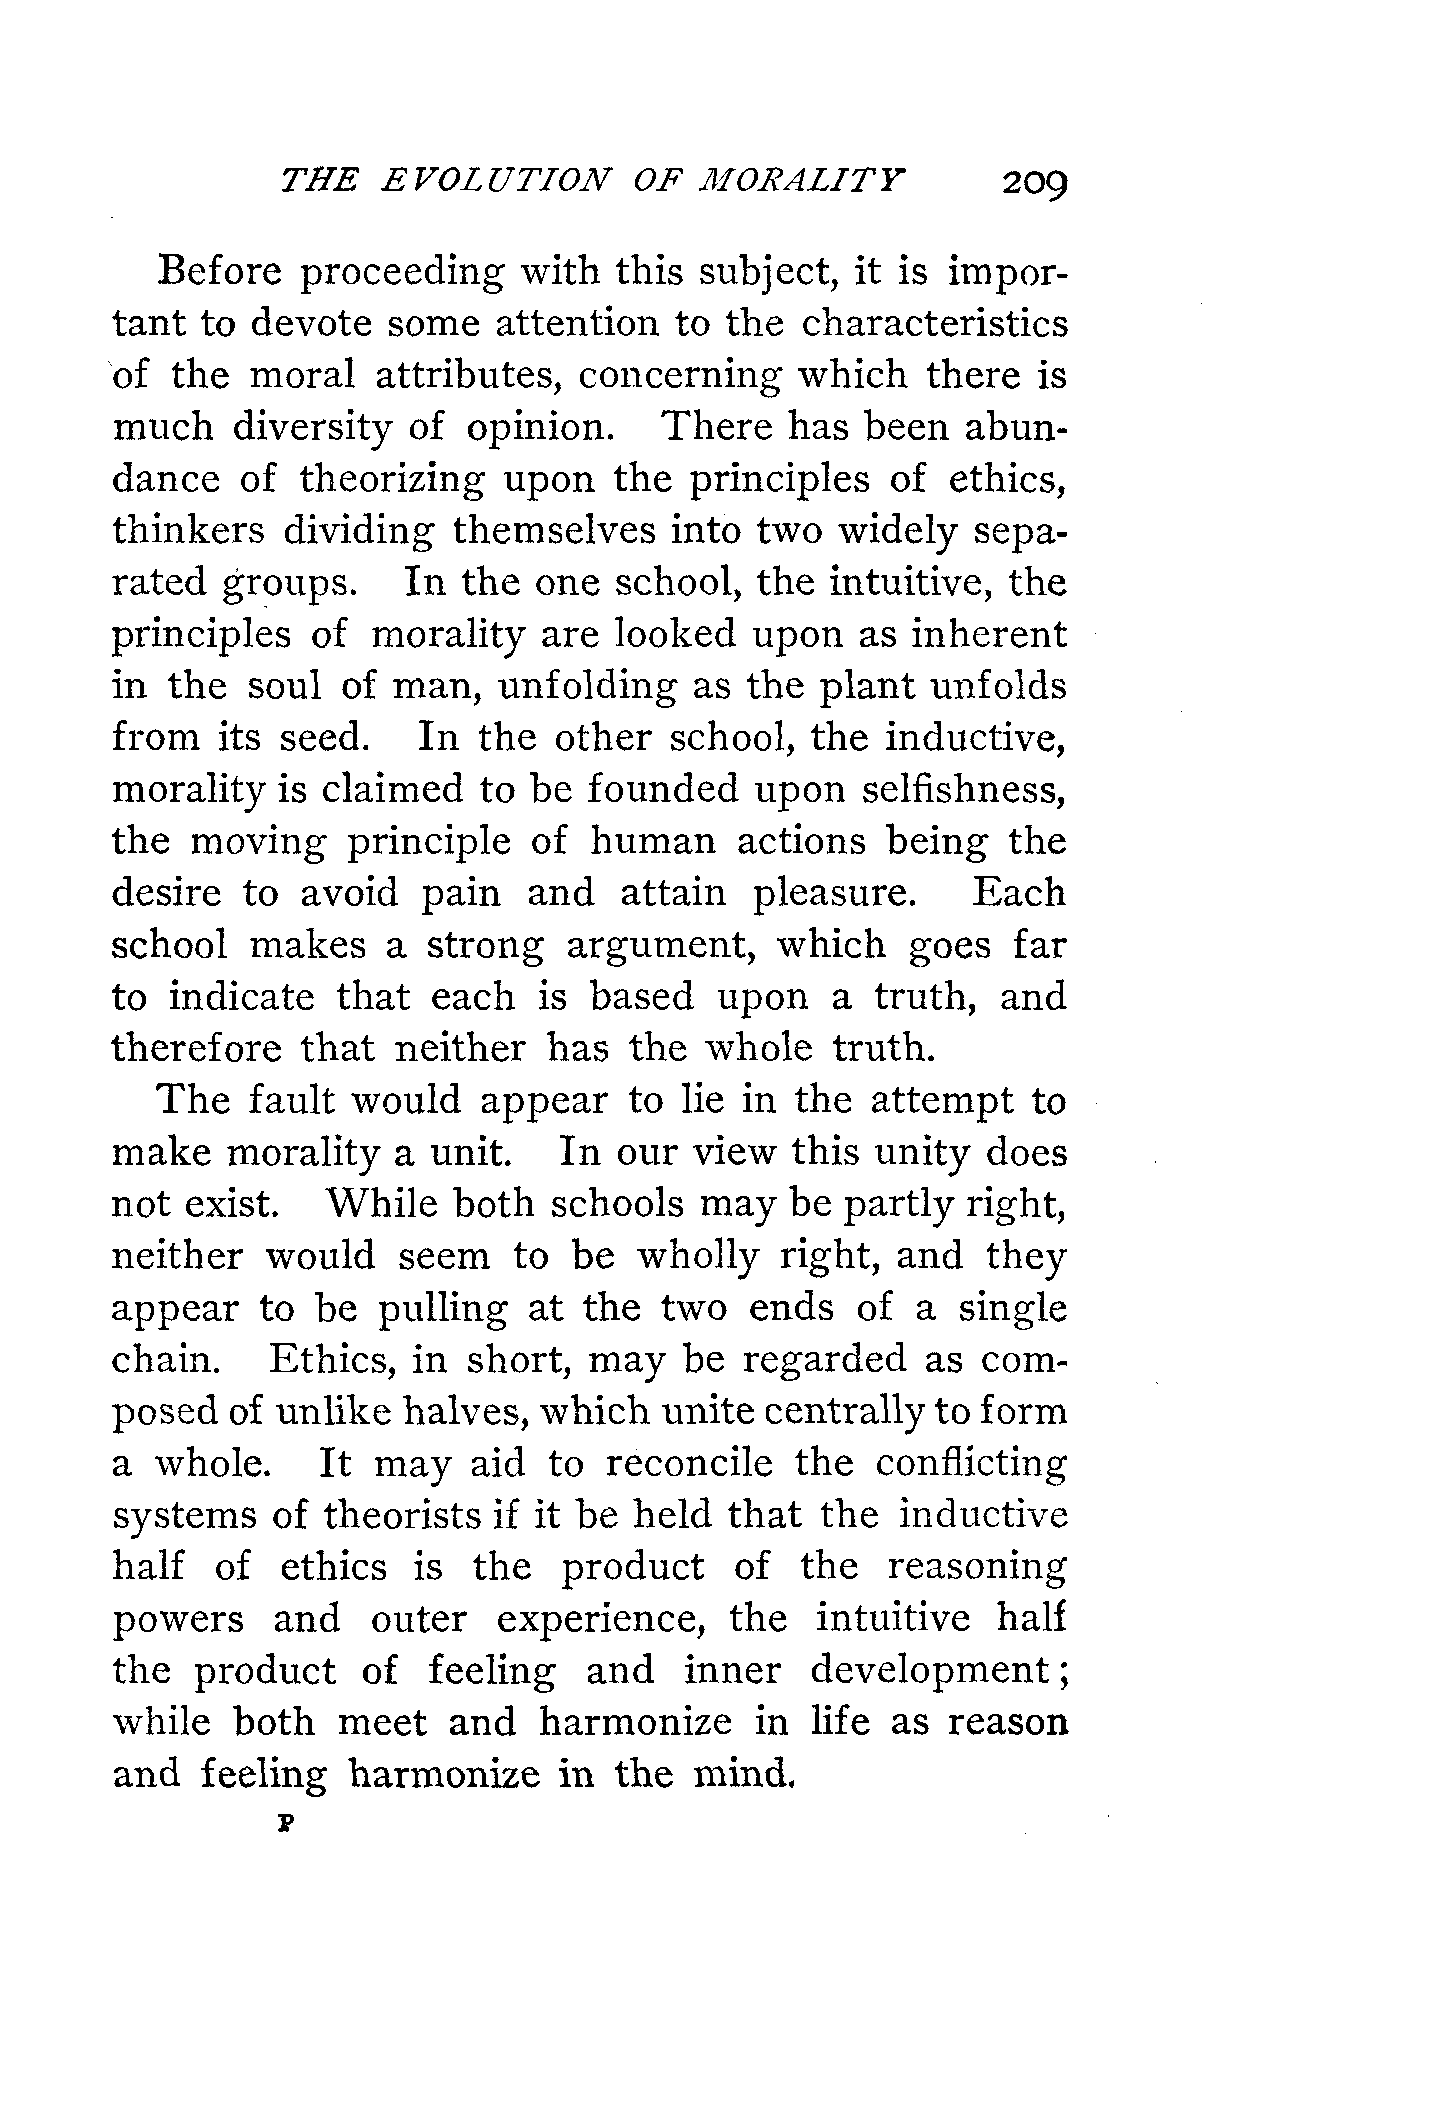 THE EVOLUTION OF MORALITY 209
Before proceeding with this subject, it is impor-
tant to devote some attention to the characteristics
of the moral attributes, concerning which there is
much diversity of opinion. There has been abun-
dance of theorizing upon the principles of ethics,
thinkers dividing themselves into two widely sepa-
rated groups. In the one school, the intuitive, the
principles of morality are looked upon as inherent
in the soul of man, unfolding as the plant unfolds
from its seed. In the other school, the inductive,
morality is claimed to be founded upon selfishness,
the moving principle of human actions being the
desire to avoid pain and attain pleasure. Each
school makes a strong argument, which goes far
to indicate that each is based upon a truth, and
therefore that neither has the whole truth.
The fault would appear to lie in the attempt to
make morality a unit. In our view this unity does
not exist. While both schools may be partly right,
neither would seem to be wholly right, and they
appear to be pulling at the two ends of a single
chain. Ethics, in short, may be regarded as com-
posed of unlike halves, which unite centrally to form
a whole. It may aid to reconcile the conflicting
systems of theorists if it be held that the inductive
half of ethics is the product of the reasoning
powers and outer experience, the intuitive half
the product of feeling and inner development;
while both meet and harmonize in life as reason
and feeling harmonize in the mind.
P